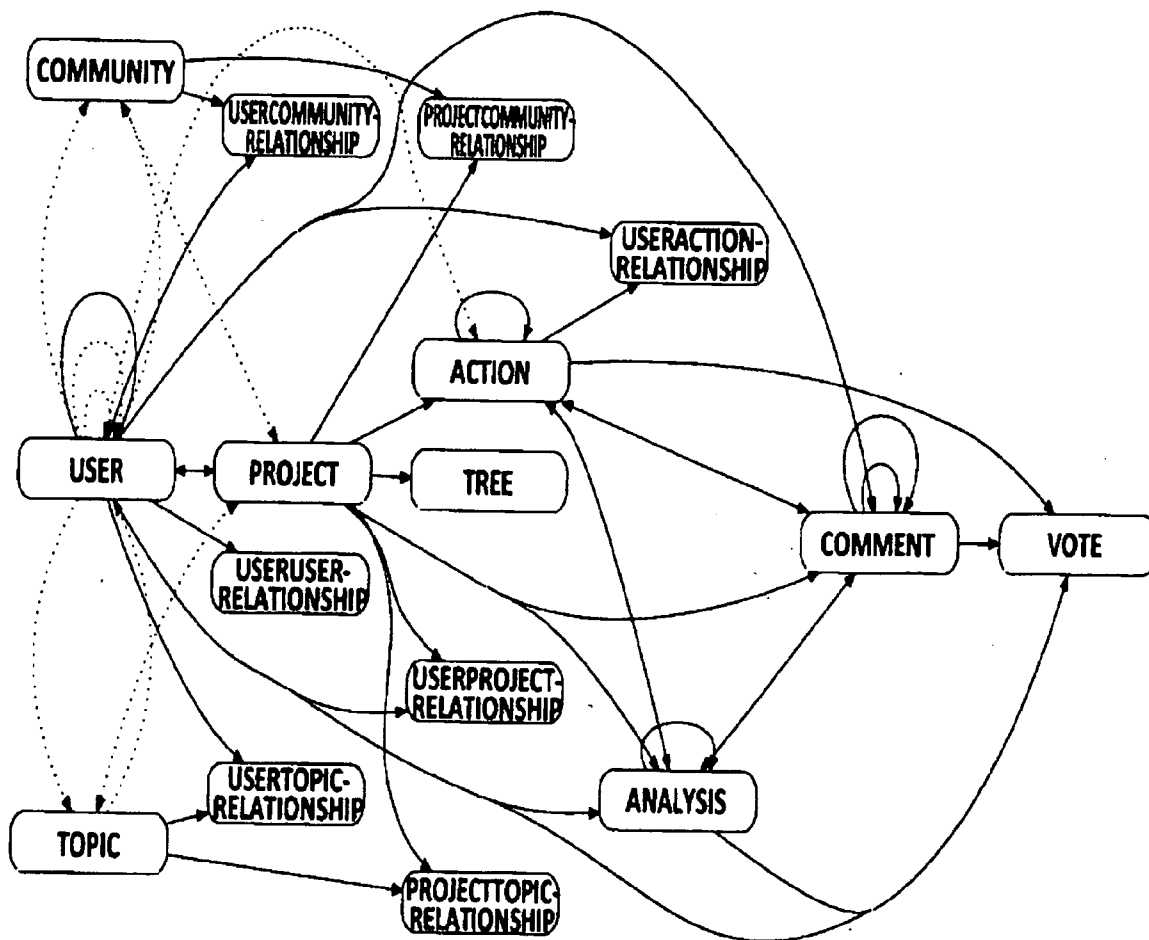 COMMUNITY
USERCOMMUNITY-
RELATIONSHIP
PROJECTCOMMUNITY-
RELATIONSHIP
USERACTION-
RELATIONSHIP
ACTION
USER
PROJECT
TREE
COMMENT
VOTE
USERUSER-
RELATIONSHIP
USERPROJECT-
RELATIONSHIP
USERTOPIC-
RELATIONSHIP
ANALYSIS
TOPIC
PROJECTTOPIC-
RELATIONSHIP